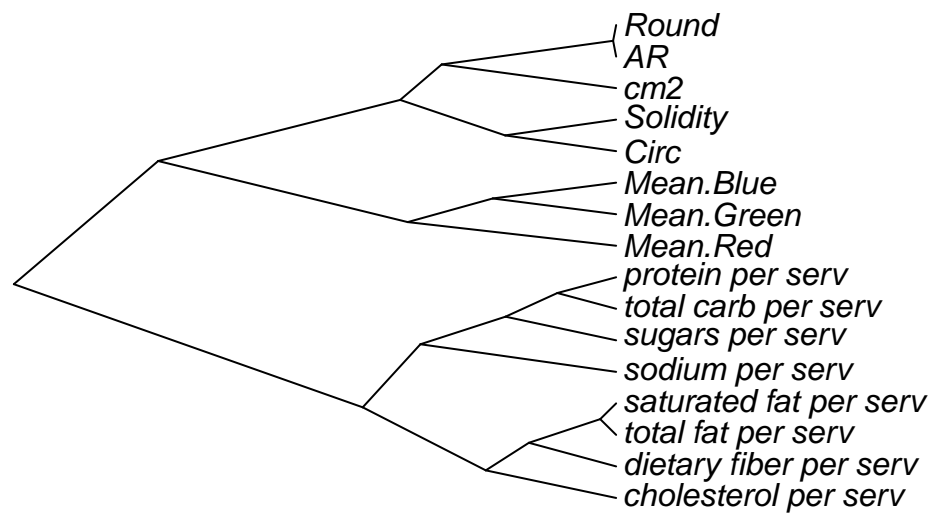 Round
AR
cm2
Solidity
Circ
Mean.Blue
Mean.Green
Mean.Red
protein per serv
total carb per serv
sugars per serv
sodium per serv
saturated fat per serv
total fat per serv
dietary fiber per serv
cholesterol per serv